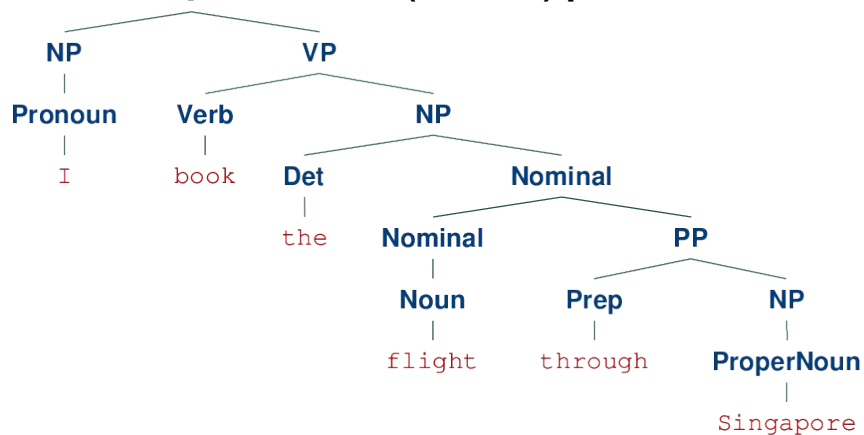 NP VP
Pronoun Verb NP
I book Det Nominal
the Nominal PP
Noun Prep NP
flight through ProperNoun
Singapore